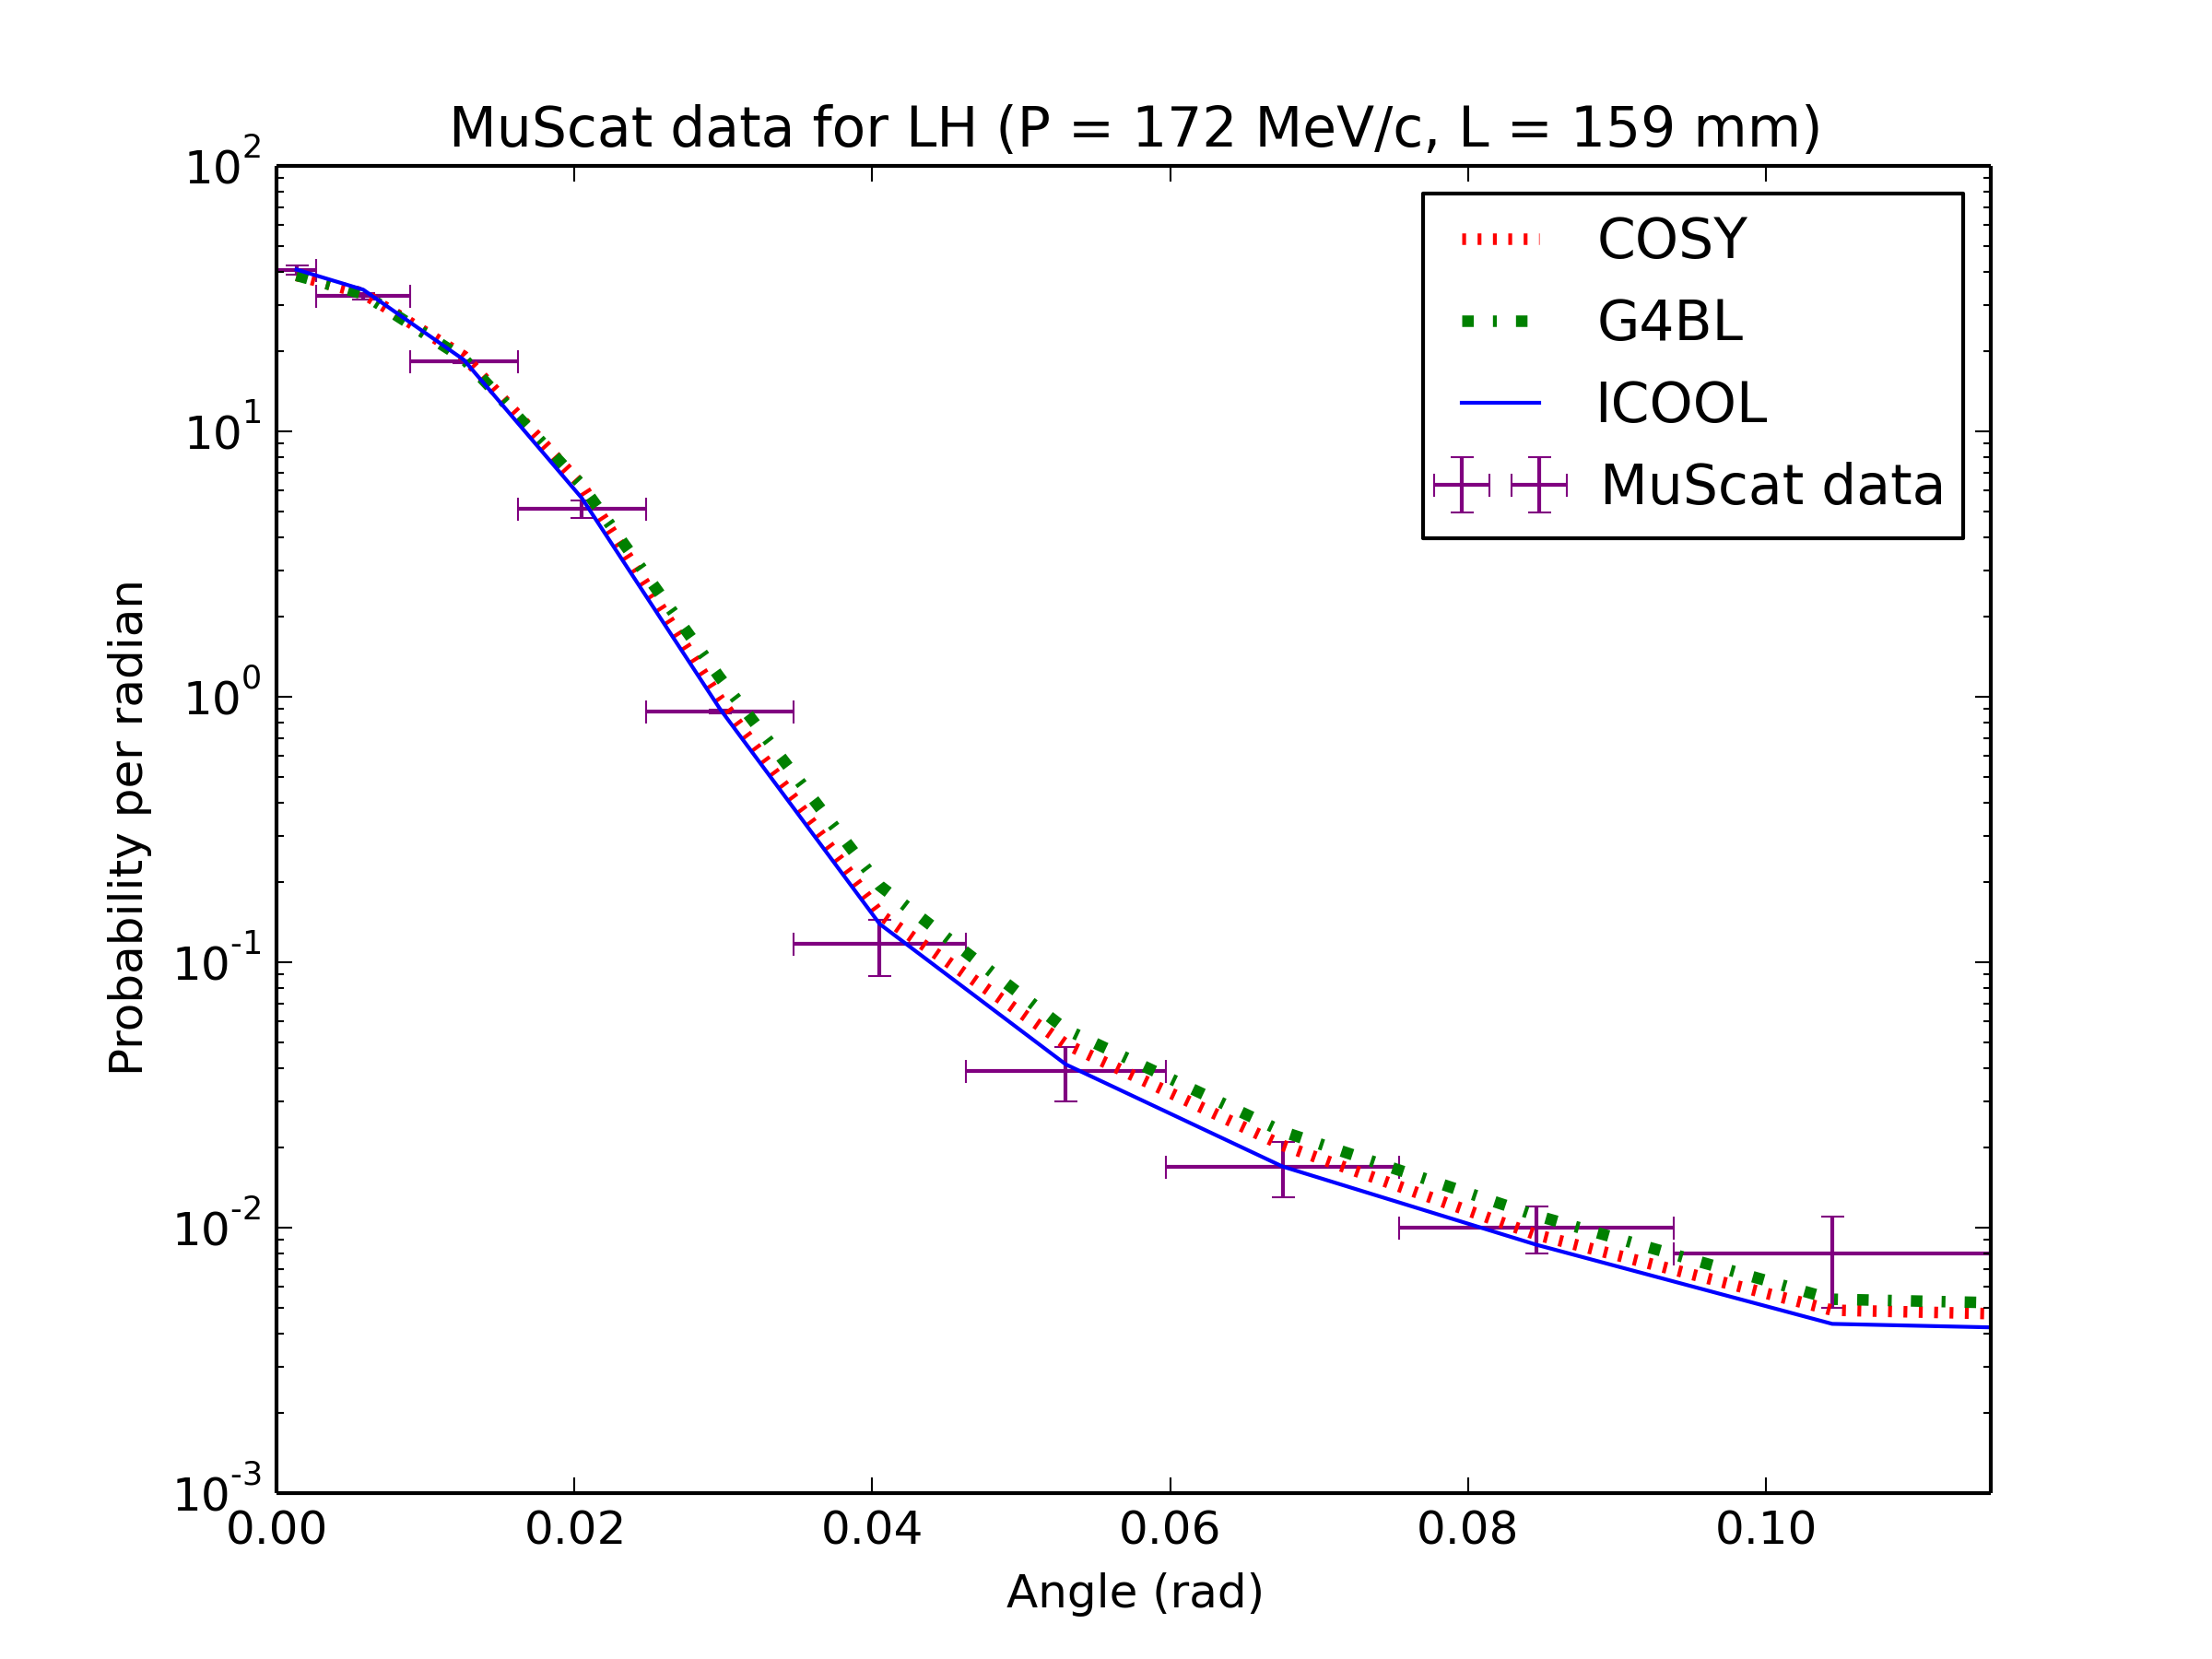 MuScat data for LH (P = 172 MeV/c, L = 159 mm)
10^2
10^1
10^0
10^-1
10^-2
10^-3
Probability per radian
COSY
G4BL
ICOOL
MuScat data
0.00 0.02 0.04 0.06 0.08 0.10
Angle (rad)